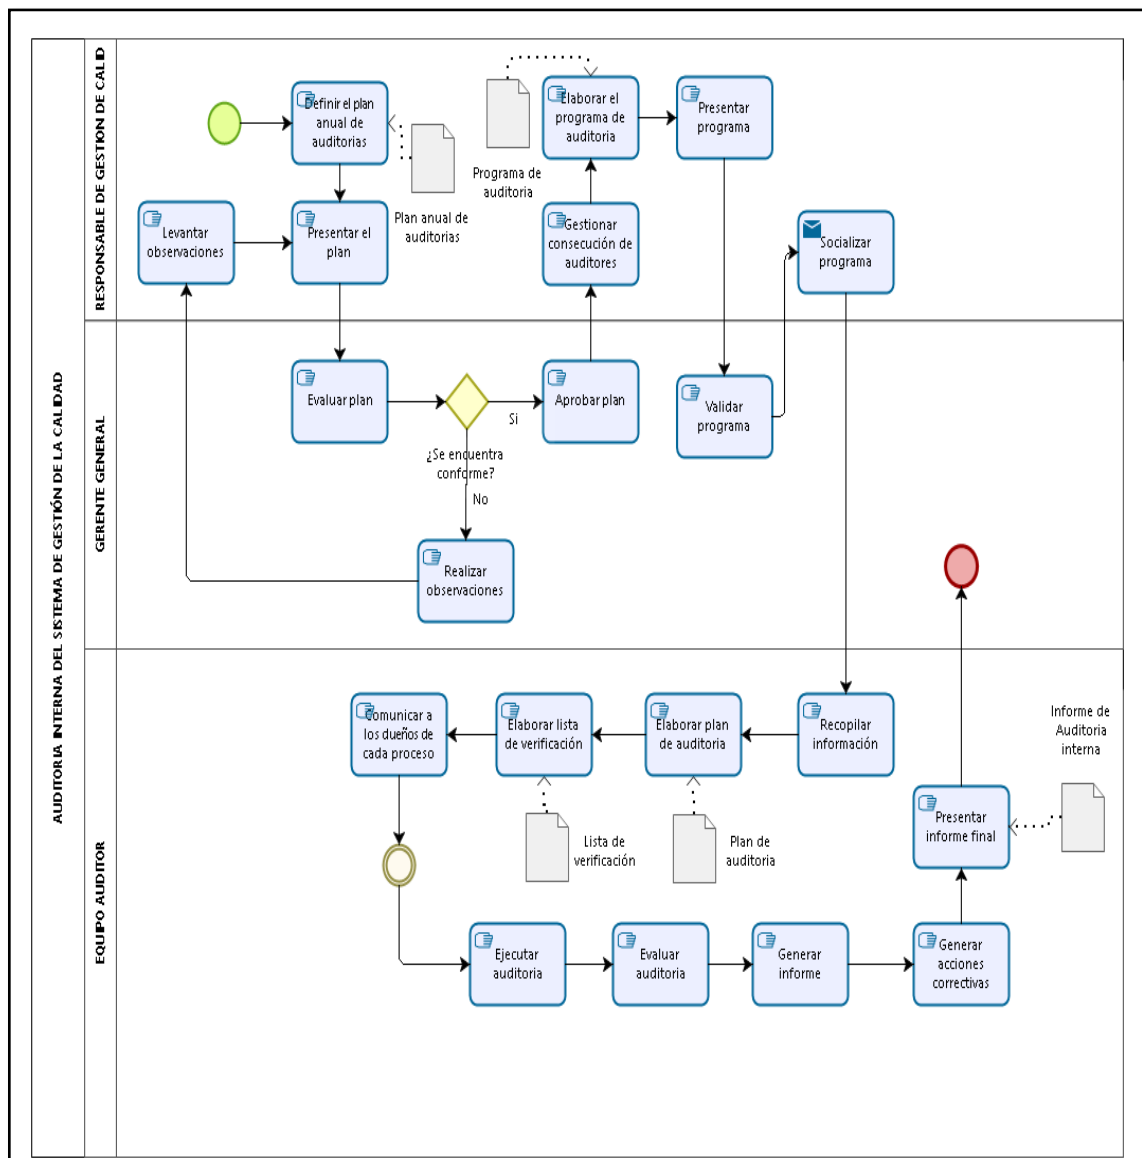 AUDITORIA INTERNA DEL SISTEMA DE GESTIÓN DE LA CALIDAD
RESPONSABLE DE GESTION DE CALID
Definir el plan
anual de
auditorias
Plan anual de
auditorias
Levantar
observaciones
Presentar el
plan
Programa de
auditoria
Elaborar el
programa de
auditoria
Presentar
programa
Gestionar
consecución de
auditores
Socializar
programa
GERENTE GENERAL
Evaluar plan
¿Se encuentra
conforme?
Si
No
Aprobar plan
Validar
programa
Realizar
observaciones
EQUIPO AUDITOR
Comunicar a
los dueños de
cada proceso
Elaborar lista
de verificación
Elaborar plan
de auditoria
Recopilar
información
Informe de
Auditoria
interna
Lista de
verificación
Plan de
auditoria
Presentar
informe final
Ejecutar
auditoria
Evaluar
auditoria
Generar
informe
Generar
acciones
correctivas